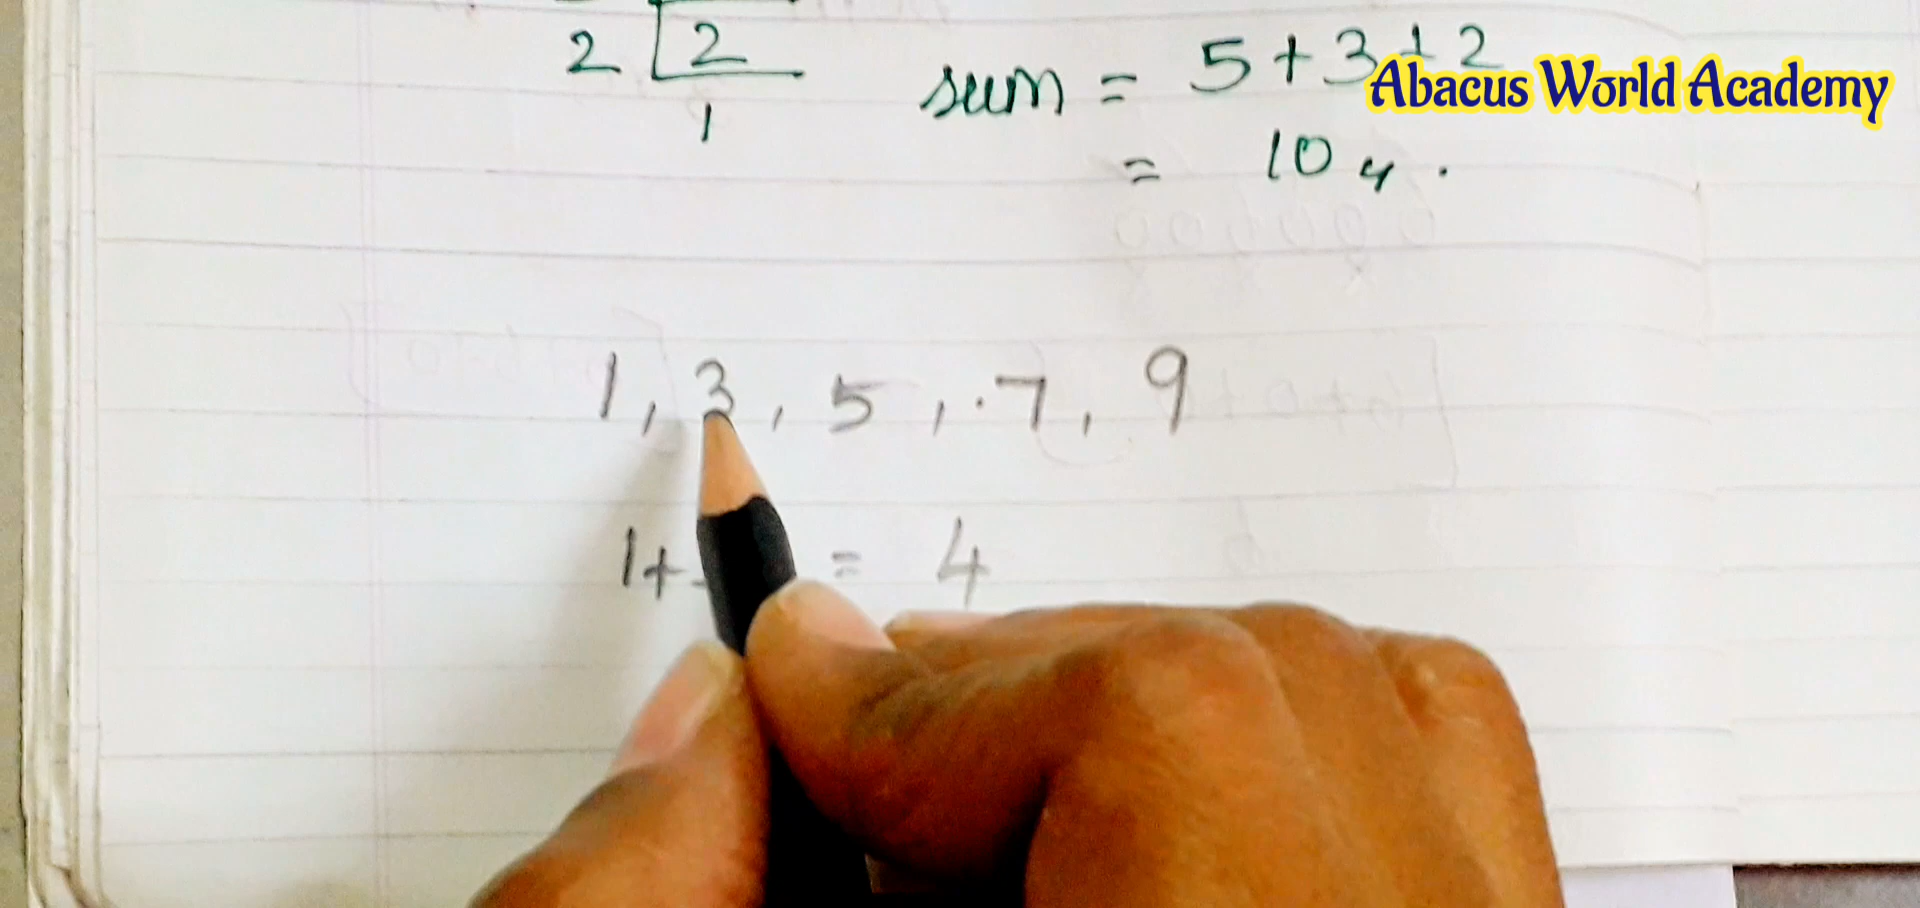 2 2
1
sum = 5+3+2
Abacus World Academy
= 10 .
1, 3, 5, 7, 9
1+ = 4